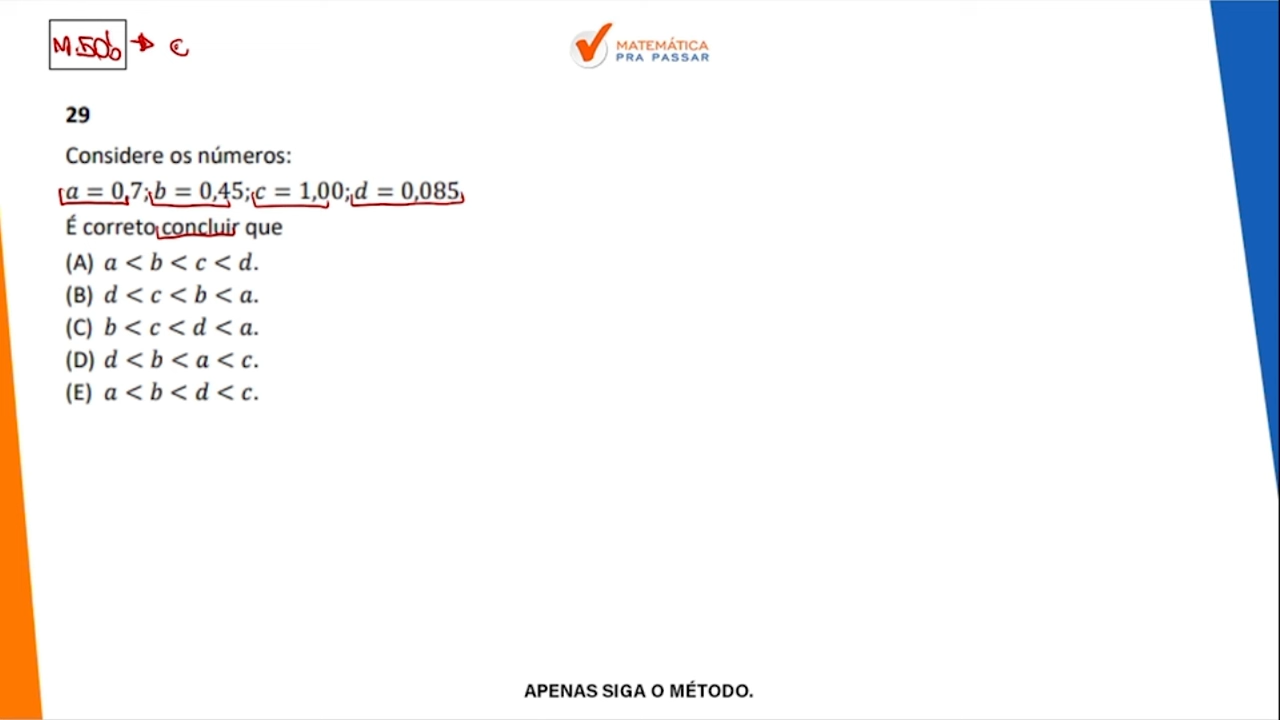 M.50b → c
MATEMÁTICA
PRA PASSAR
29
Considere os números:
a = 0,7; b = 0,45; c = 1,00; d = 0,085.
É correto concluir que
(A) a < b < c < d.
(B) d < c < b < a.
(C) b < c < d < a.
(D) d < b < a < c.
(E) a < b < d < c.
APENAS SIGA O MÉTODO.